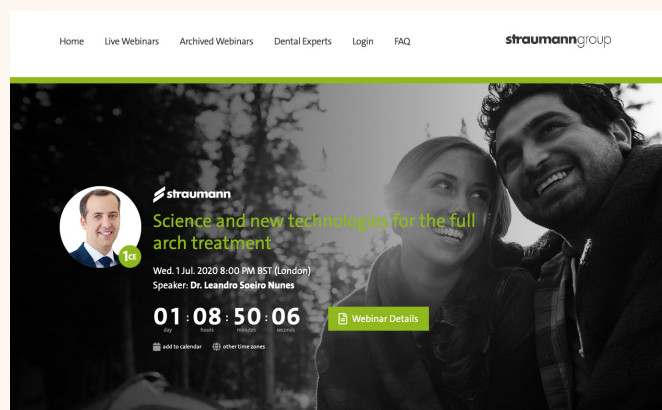 Home Live Webinars Archived Webinars Dental Experts Login FAQ straumanngroup
straumann
Science and new technologies for the full
arch treatment
1CE
Wed. 1 Jul. 2020 8:00 PM BST (London)
Speaker: Dr. Leandro Soeiro Nunes
01 : 08 : 50 : 06
day hours minutes seconds
Webinar Details
add to calendar other time zones